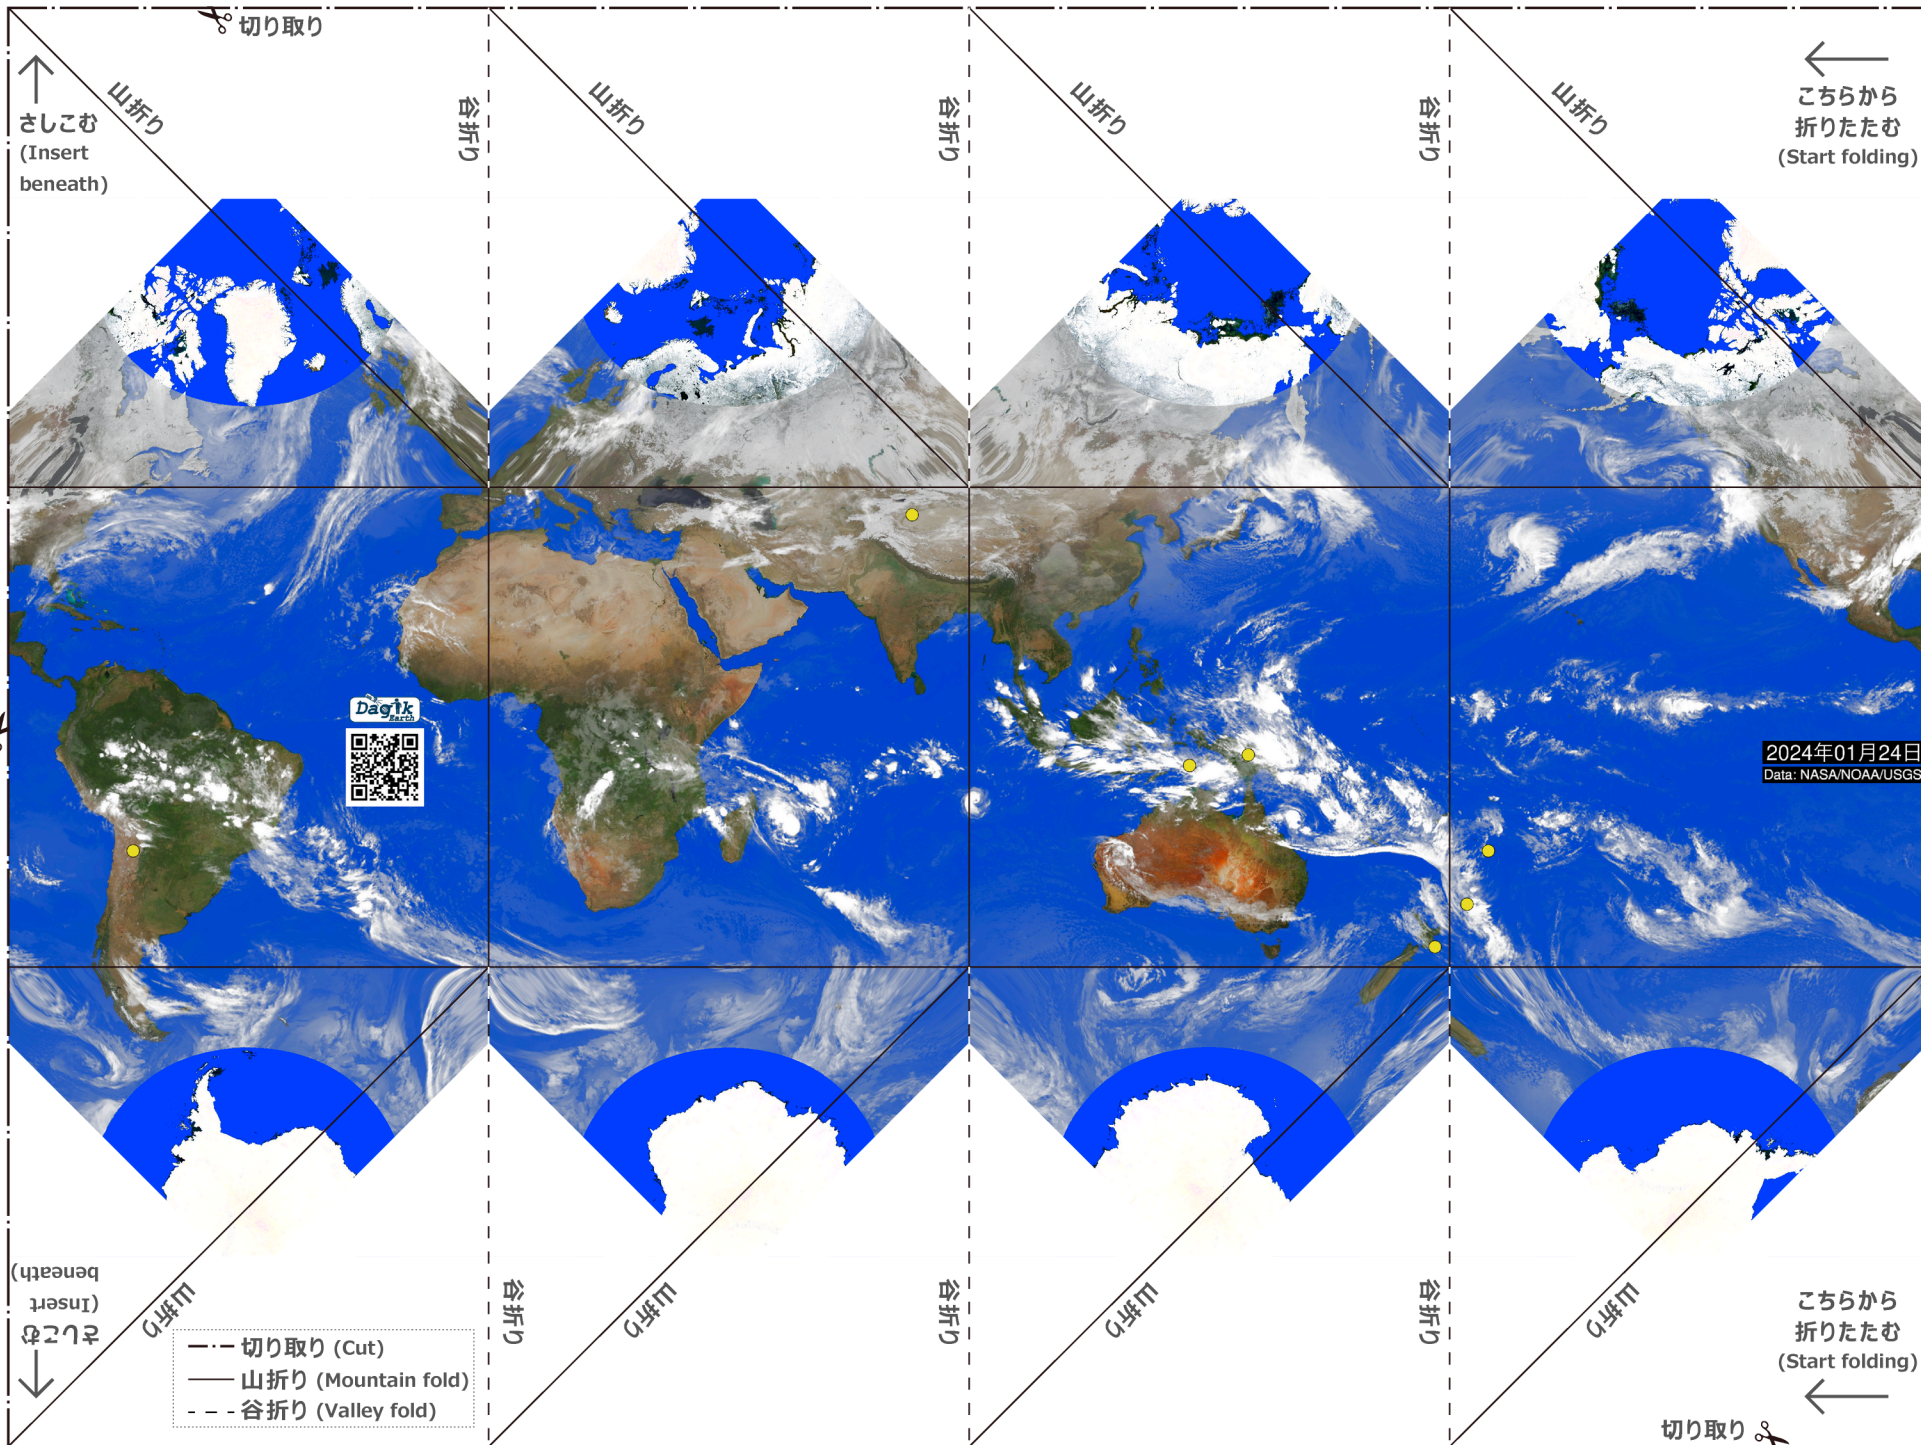 切り取り
さしこむ
(Insert
beneath)
山折り
谷折り
山折り
谷折り
山折り
谷折り
山折り
こちらから
折りたたむ
(Start folding)
Dagik
Earth
2024年01月24日
Data: NASA/NOAA/USGS
さしこむ
(Insert
beneath)
山折り
谷折り
山折り
谷折り
山折り
谷折り
山折り
こちらから
折りたたむ
(Start folding)
切り取り (Cut)
山折り (Mountain fold)
谷折り (Valley fold)
切り取り